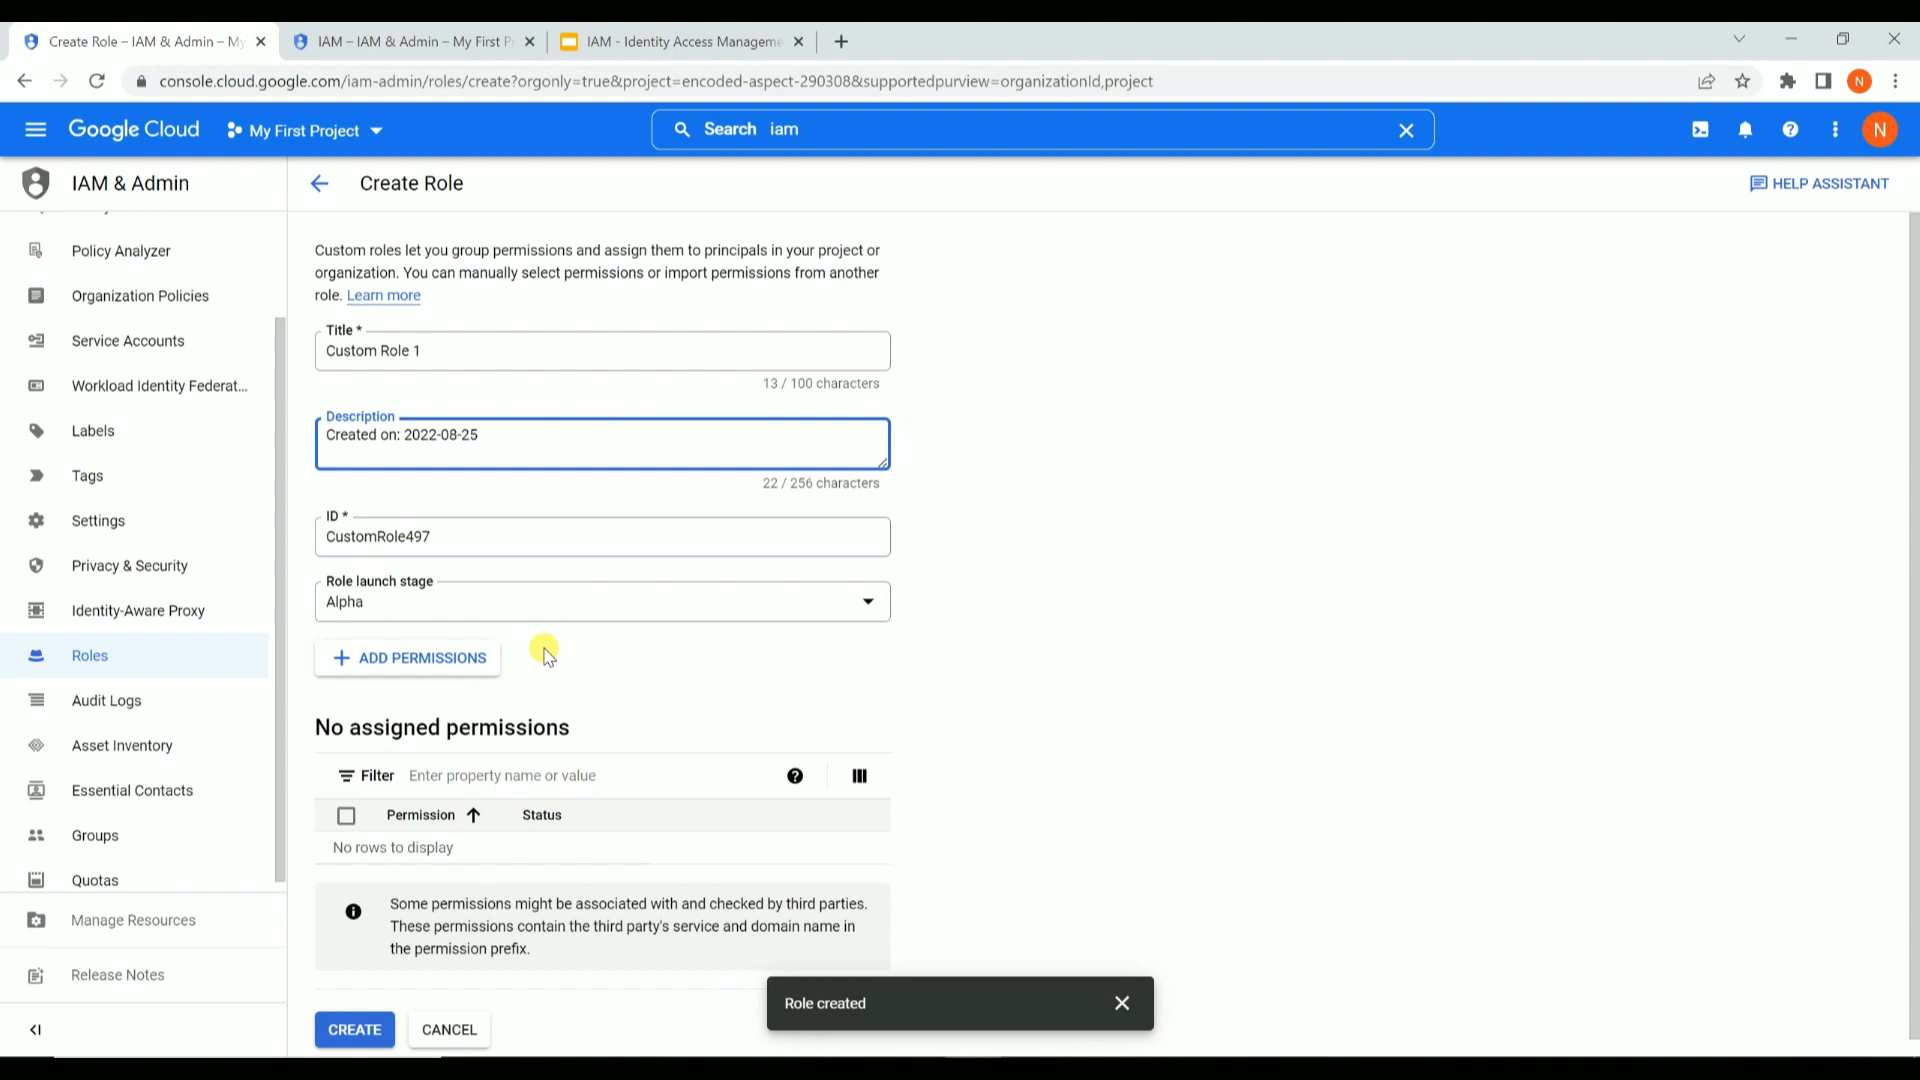 Create Role – IAM & Admin – My
IAM – IAM & Admin – My First P
IAM - Identity Access Manageme
console.cloud.google.com/iam-admin/roles/create?orgonly=true&project=encoded-aspect-290308&supportedpurview=organizationId,project
N
Google Cloud
My First Project
Search iam
N
IAM & Admin
Create Role
HELP ASSISTANT
Policy Analyzer
Organization Policies
Service Accounts
Workload Identity Federat...
Labels
Tags
Settings
Privacy & Security
Identity-Aware Proxy
Roles
Audit Logs
Asset Inventory
Essential Contacts
Groups
Quotas
Manage Resources
Release Notes
Custom roles let you group permissions and assign them to principals in your project or
organization. You can manually select permissions or import permissions from another
role. Learn more
Title *
Custom Role 1
13 / 100 characters
Description
Created on: 2022-08-25
22 / 256 characters
ID *
CustomRole497
Role launch stage
Alpha
ADD PERMISSIONS
No assigned permissions
Filter Enter property name or value
Permission Status
No rows to display
Some permissions might be associated with and checked by third parties.
These permissions contain the third party's service and domain name in
the permission prefix.
Role created
CREATE CANCEL